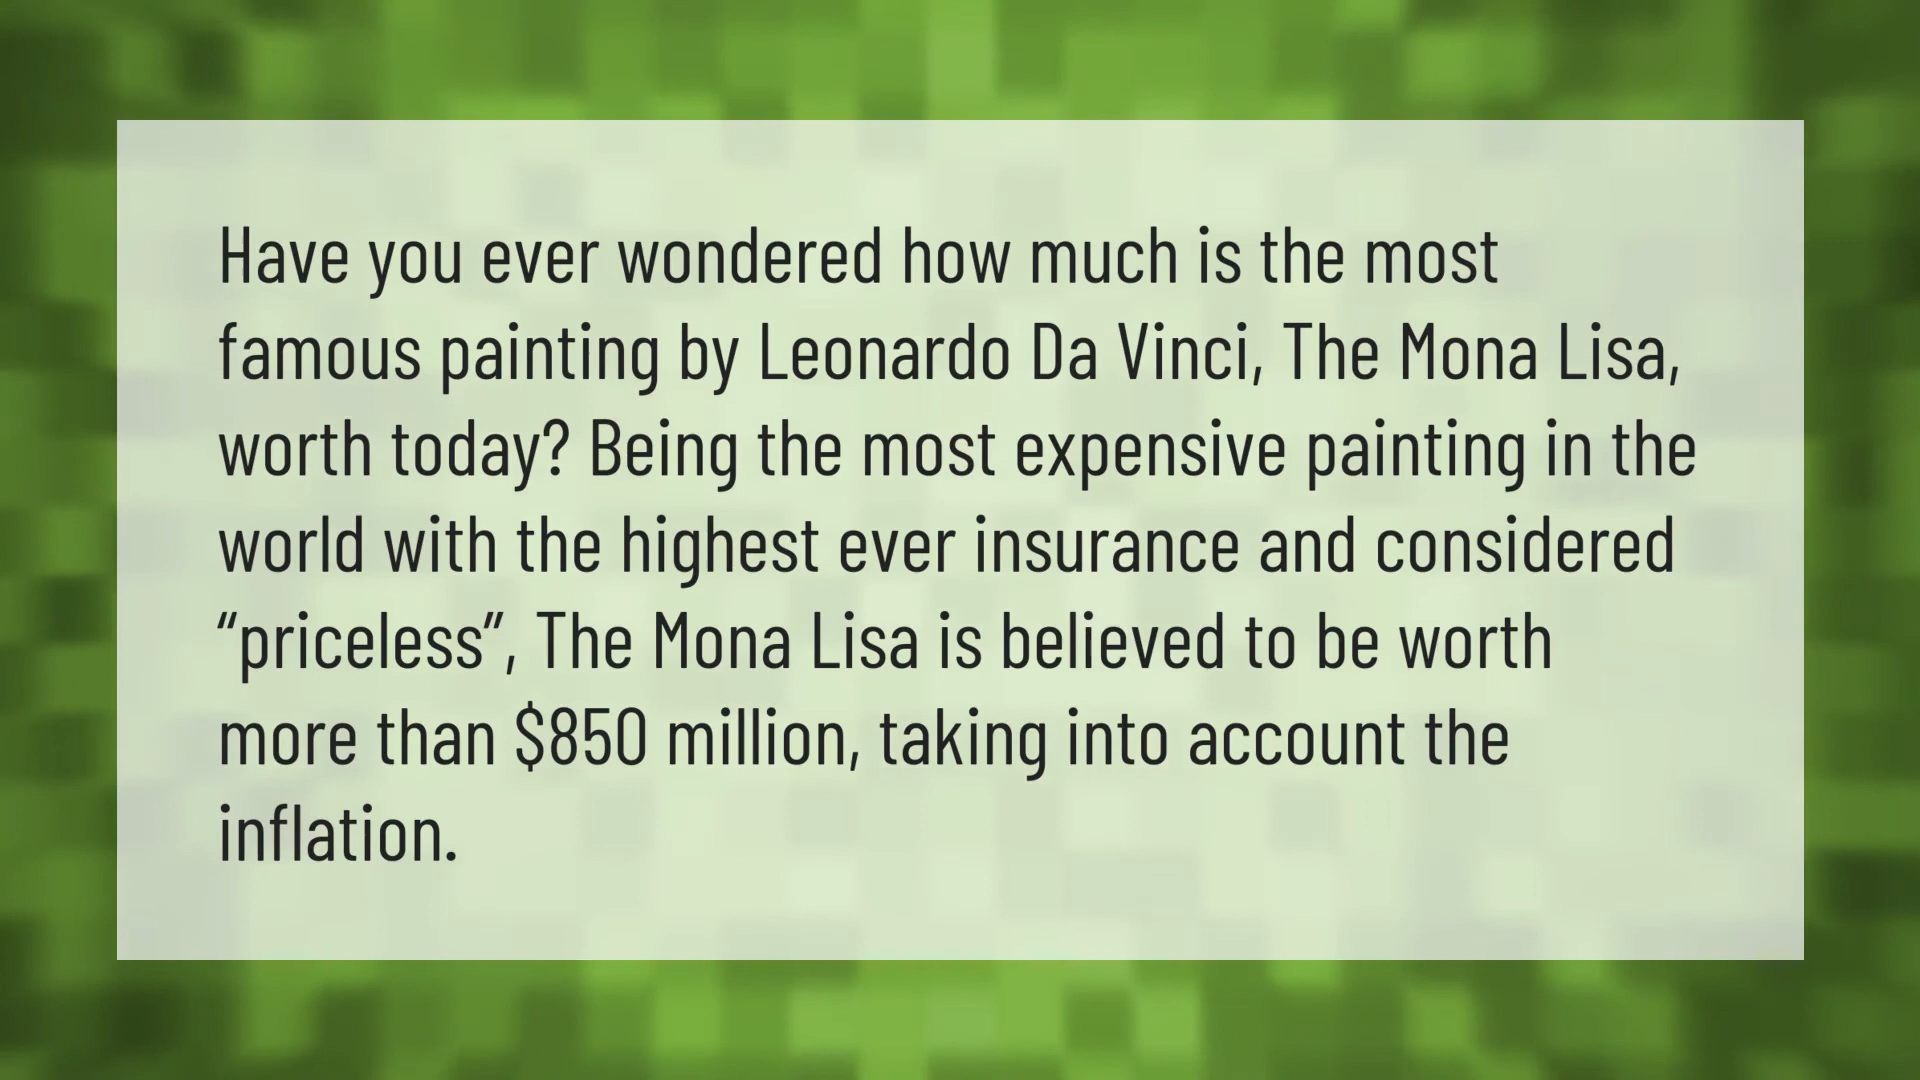 Have you ever wondered how much is the most
famous painting by Leonardo Da Vinci, The Mona Lisa,
worth today? Being the most expensive painting in the
world with the highest ever insurance and considered
“priceless”, The Mona Lisa is believed to be worth
more than $850 million, taking into account the
inflation.